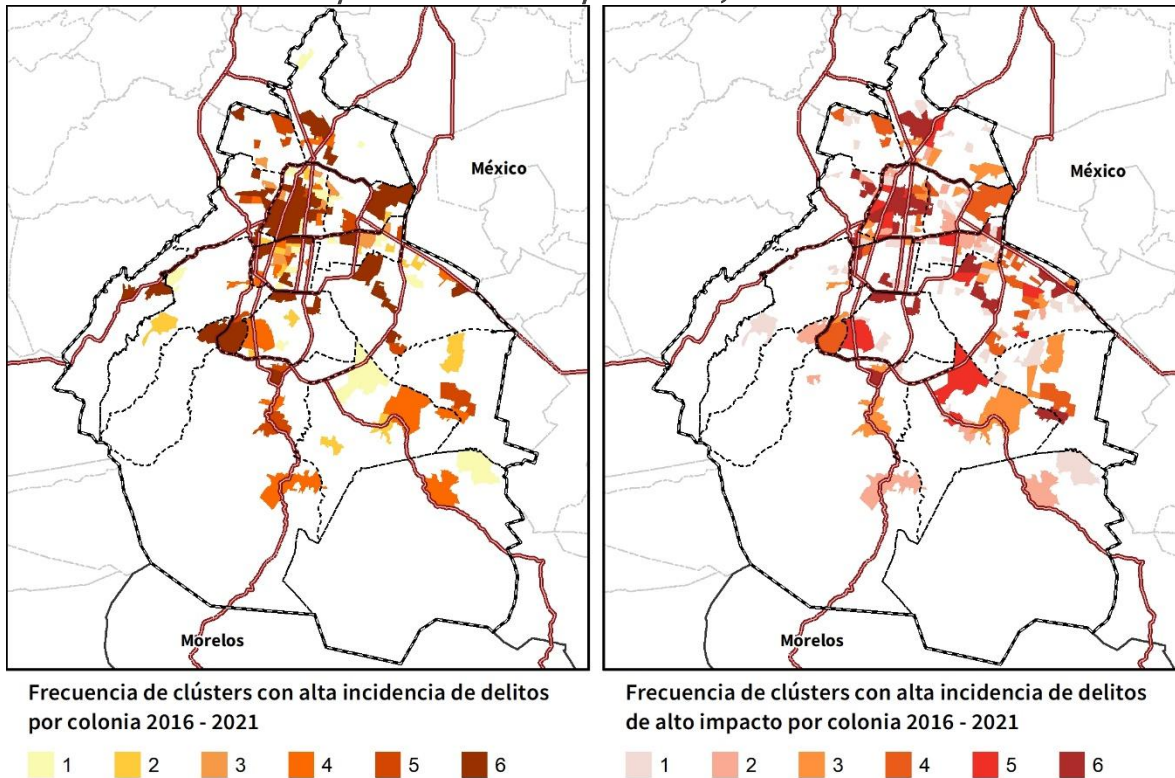 México
Morelos
Frecuencia de clústers con alta incidencia de delitos
por colonia 2016 - 2021
1 2 3 4 5 6
México
Morelos
Frecuencia de clústers con alta incidencia de delitos
de alto impacto por colonia 2016 - 2021
1 2 3 4 5 6